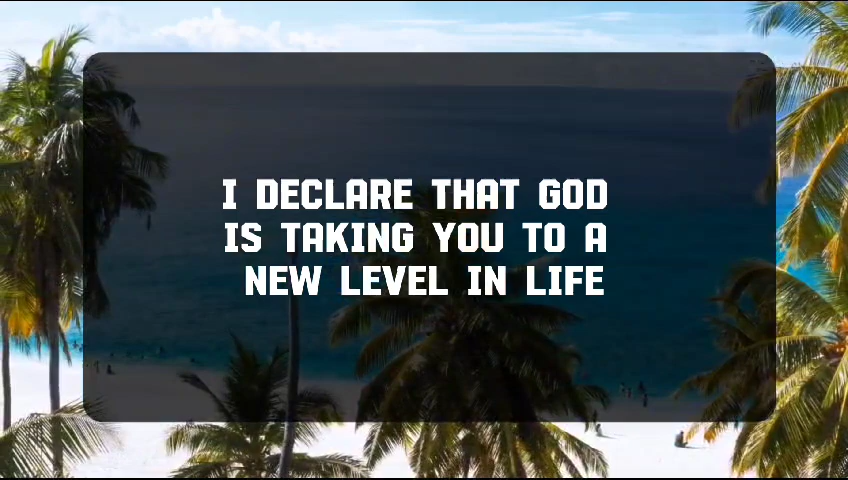 I DECLARE THAT GOD
IS TAKING YOU TO A
NEW LEVEL IN LIFE